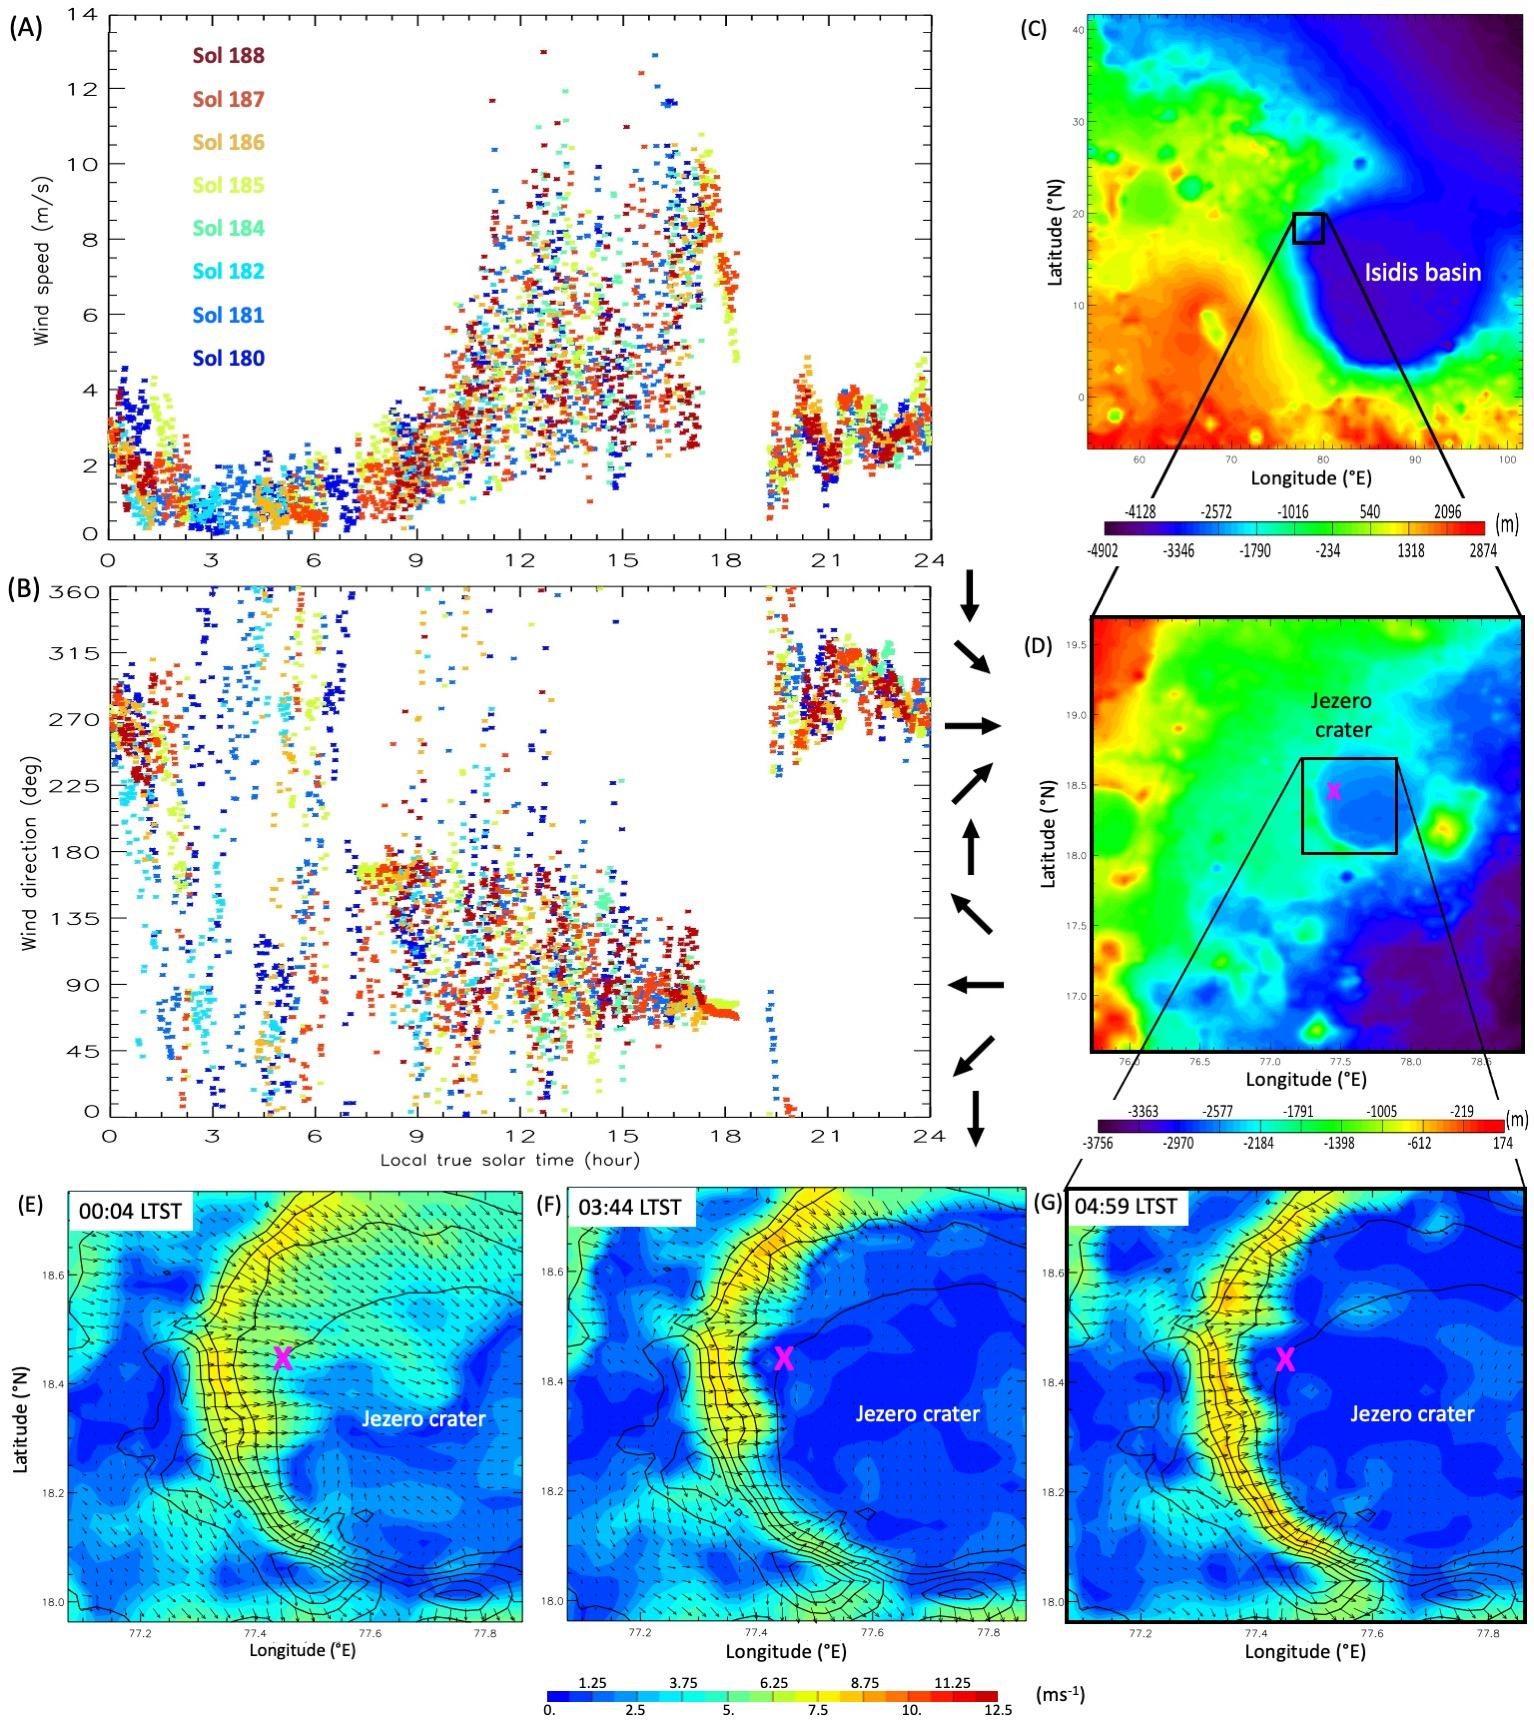 (A)
14
12
10
8
6
4
2
0
Wind speed (m/s)
Sol 188
Sol 187
Sol 186
Sol 185
Sol 184
Sol 182
Sol 181
Sol 180
0 3 6 9 12 15 18 21 24
(B)
360
315
270
225
180
135
90
45
0
Wind direction (deg)
0 3 6 9 12 15 18 21 24
Local true solar time (hour)
(C)
40
30
20
10
0
Latitude (°N)
Isidis basin
60 70 80 90 100
Longitude (°E)
-4128 -2572 -1016 540 2096
(m)
-4902 -3346 -1790 -234 1318 2874
(D)
19.5
19.0
18.5
18.0
17.5
17.0
Latitude (°N)
Jezero
crater
X
76.0 76.5 77.0 77.5 78.0 78.5
Longitude (°E)
-3363 -2577 -1791 -1005 -219
(m)
-3756 -2970 -2184 -1398 -612 174
(E)
00:04 LTST
18.6
18.4
18.2
18.0
Latitude (°N)
X
Jezero crater
77.2 77.4 77.6 77.8
Longitude (°E)
(F)
03:44 LTST
18.6
18.4
18.2
18.0
X
Jezero crater
77.2 77.4 77.6 77.8
Longitude (°E)
(G)
04:59 LTST
18.6
18.4
18.2
18.0
X
Jezero crater
77.2 77.4 77.6 77.8
Longitude (°E)
1.25 3.75 6.25 8.75 11.25
(ms-1)
0. 2.5 5. 7.5 10. 12.5